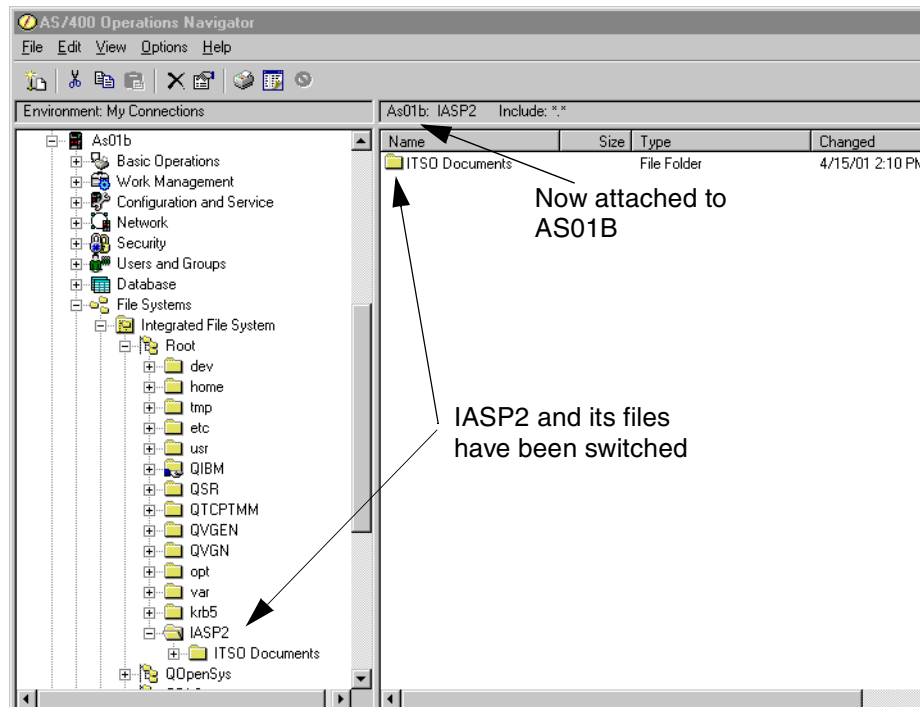 AS/400 Operations Navigator
File Edit View Options Help
Environment: My Connections
As01b: IASP2 Include: *.*
As01b
Basic Operations
Work Management
Configuration and Service
Network
Security
Users and Groups
Database
File Systems
Integrated File System
Root
dev
home
tmp
etc
usr
QIBM
QSR
QTCPTMM
QVGEN
QVGN
opt
var
krb5
IASP2
ITSO Documents
QOpenSys
Name Size Type Changed
ITSO Documents File Folder 4/15/01 2:10 PM
Now attached to
AS01B
IASP2 and its files
have been switched